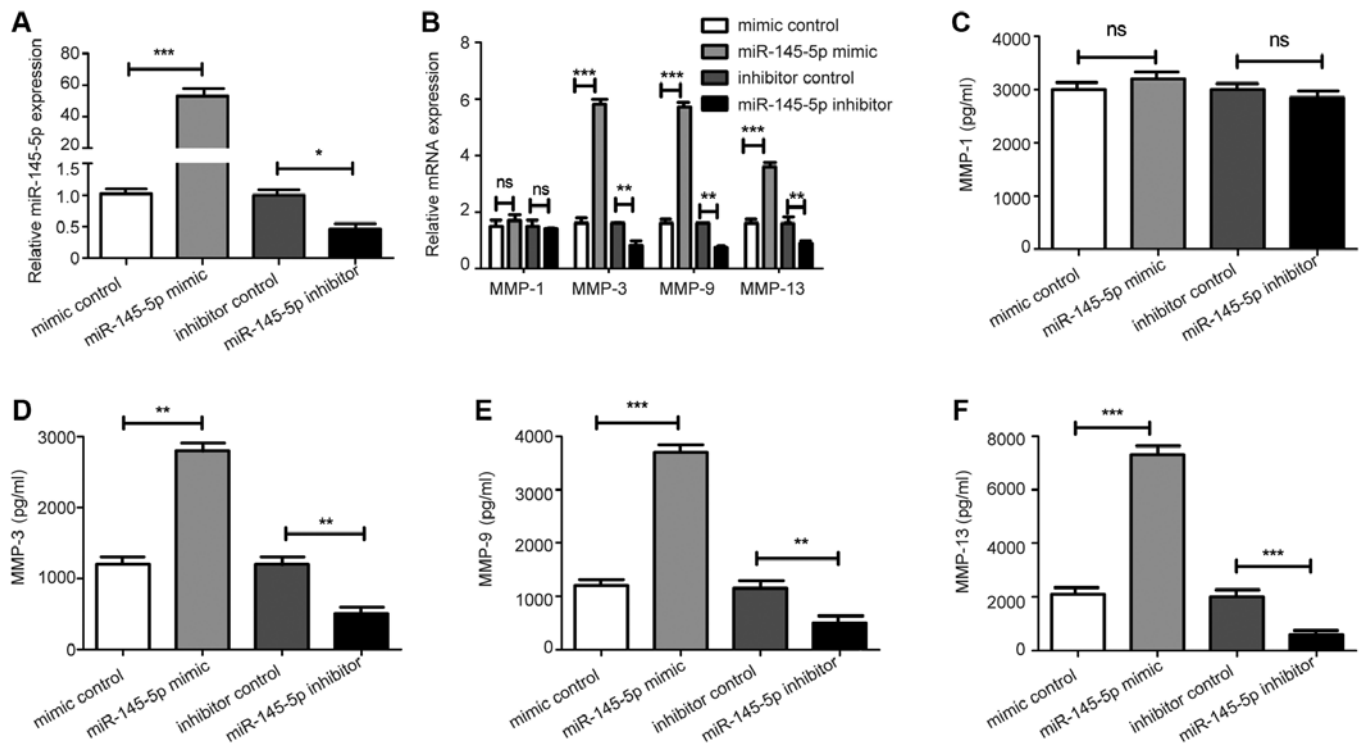 A
Relative miR-145-5p expression
80
60
40
20
1.5
1.0
0.5
0
***
*
mimic control
miR-145-5p mimic
inhibitor control
miR-145-5p inhibitor
B
Relative mRNA expression
8
6
4
2
0
mimic control
miR-145-5p mimic
inhibitor control
miR-145-5p inhibitor
ns
ns
***
**
***
**
***
**
MMP-1
MMP-3
MMP-9
MMP-13
C
MMP-1 (pg/ml)
4000
3000
2000
1000
0
ns
ns
mimic control
miR-145-5p mimic
inhibitor control
miR-145-5p inhibitor
D
MMP-3 (pg/ml)
3000
2000
1000
0
**
**
mimic control
miR-145-5p mimic
inhibitor control
miR-145-5p inhibitor
E
MMP-9 (pg/ml)
4000
3000
2000
1000
0
***
**
mimic control
miR-145-5p mimic
inhibitor control
miR-145-5p inhibitor
F
MMP-13 (pg/ml)
8000
6000
4000
2000
0
***
***
mimic control
miR-145-5p mimic
inhibitor control
miR-145-5p inhibitor